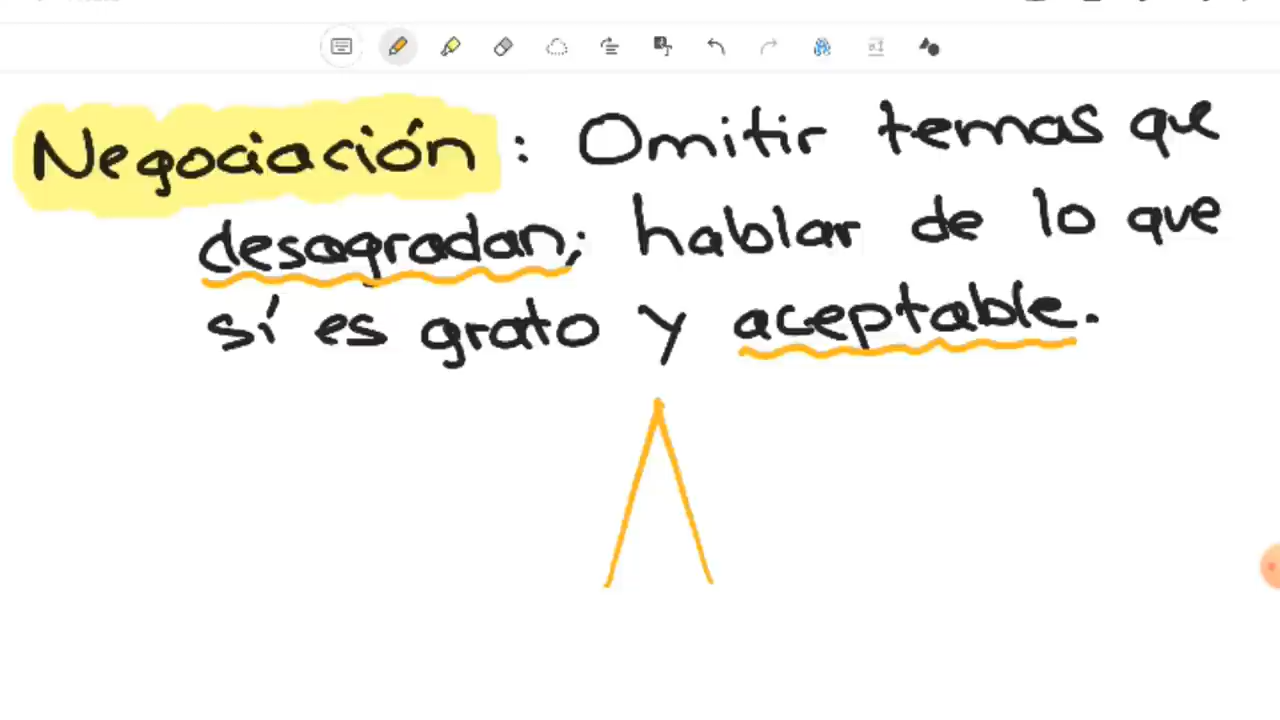 Negociación: Omitir temas que
desagradan; hablar de lo que
sí es grato y aceptable.